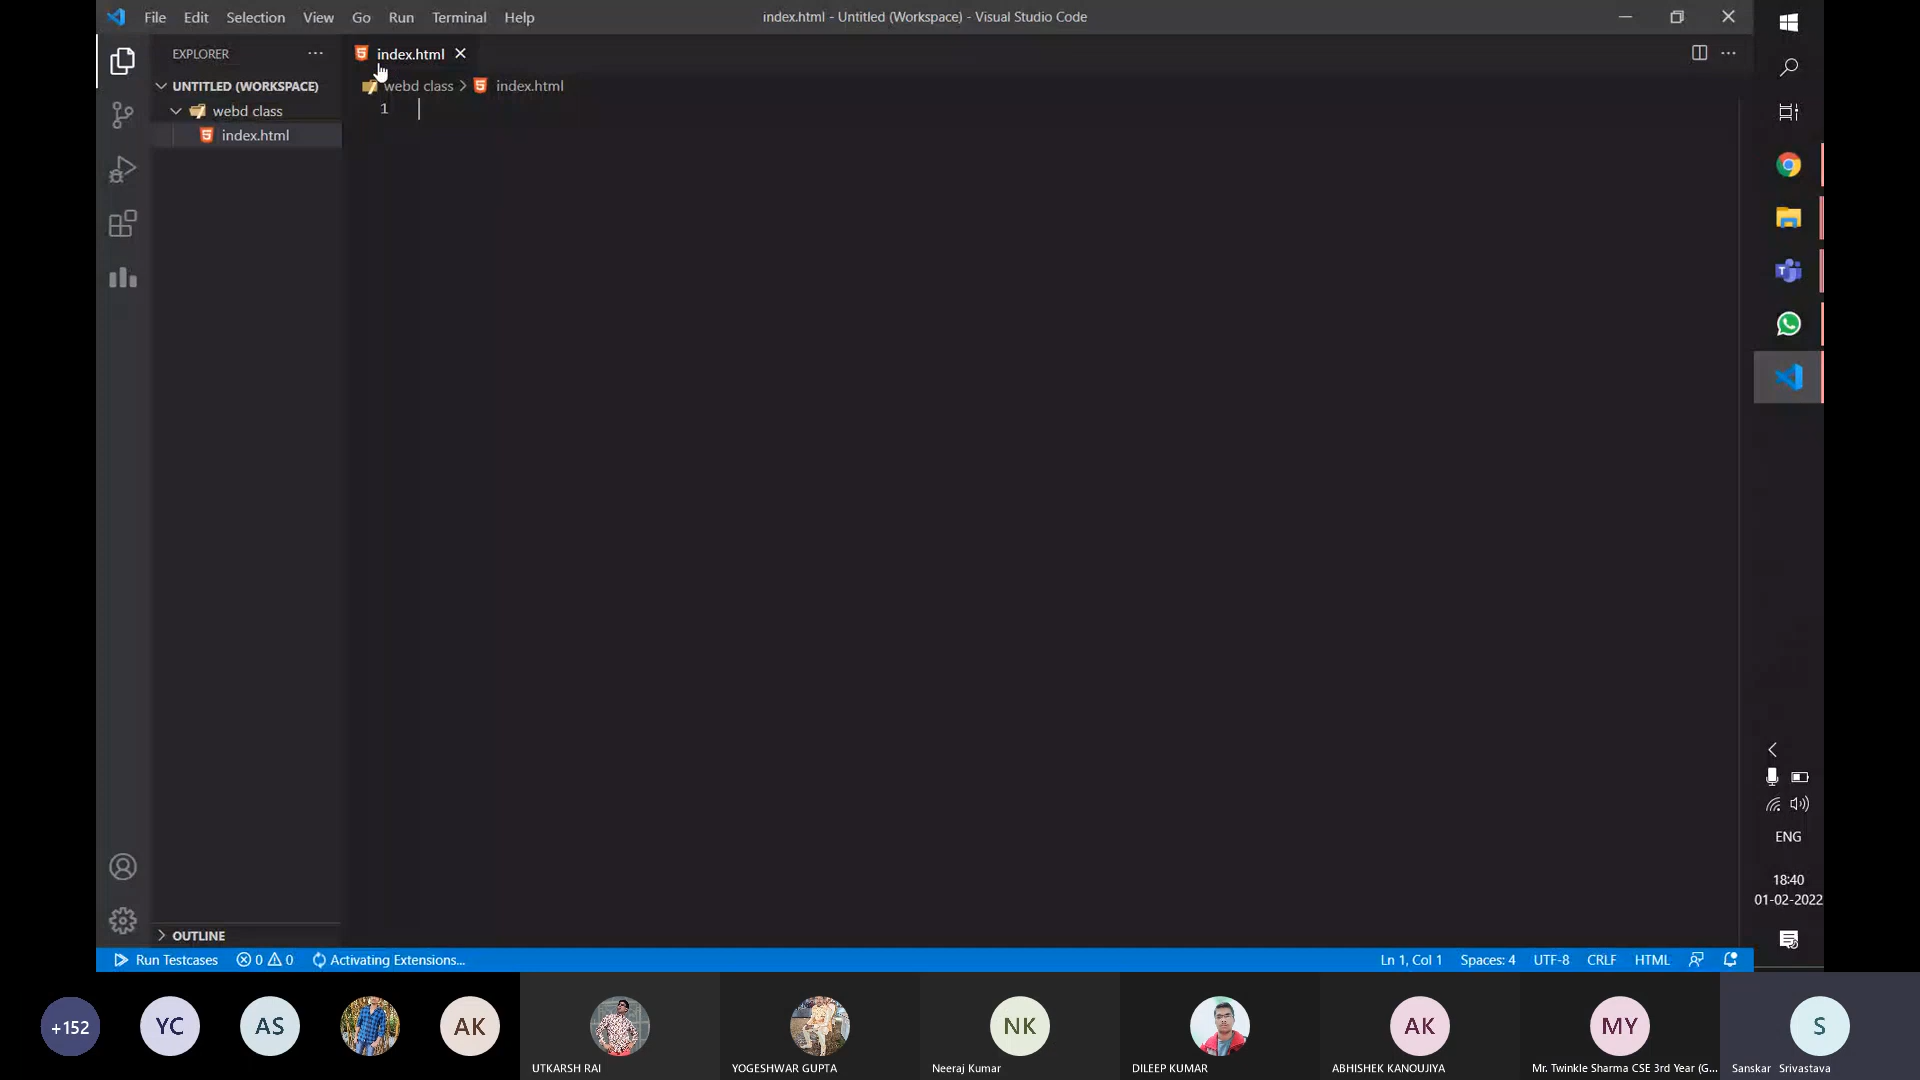 File Edit Selection View Go Run Terminal Help
index.html - Untitled (Workspace) - Visual Studio Code
EXPLORER
index.html
UNTITLED (WORKSPACE)
webd class > index.html
webd class
1
index.html
OUTLINE
Run Testcases 0 0 Activating Extensions...
Ln 1, Col 1 Spaces: 4 UTF-8 CRLF HTML
ENG
18:40
01-02-2022
+152
YC
AS
AK
UTKARSH RAI
YOGESHWAR GUPTA
NK
Neeraj Kumar
DILEEP KUMAR
AK
ABHISHEK KANOUJIYA
MY
Mr. Twinkle Sharma CSE 3rd Year (G...
S
Sanskar Srivastava